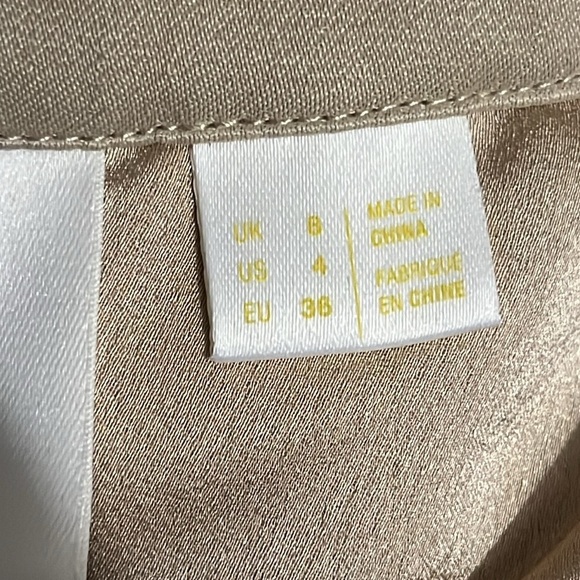 UK 8
US 4
EU 36
MADE IN
CHINA
FABRIQUE
EN CHINE